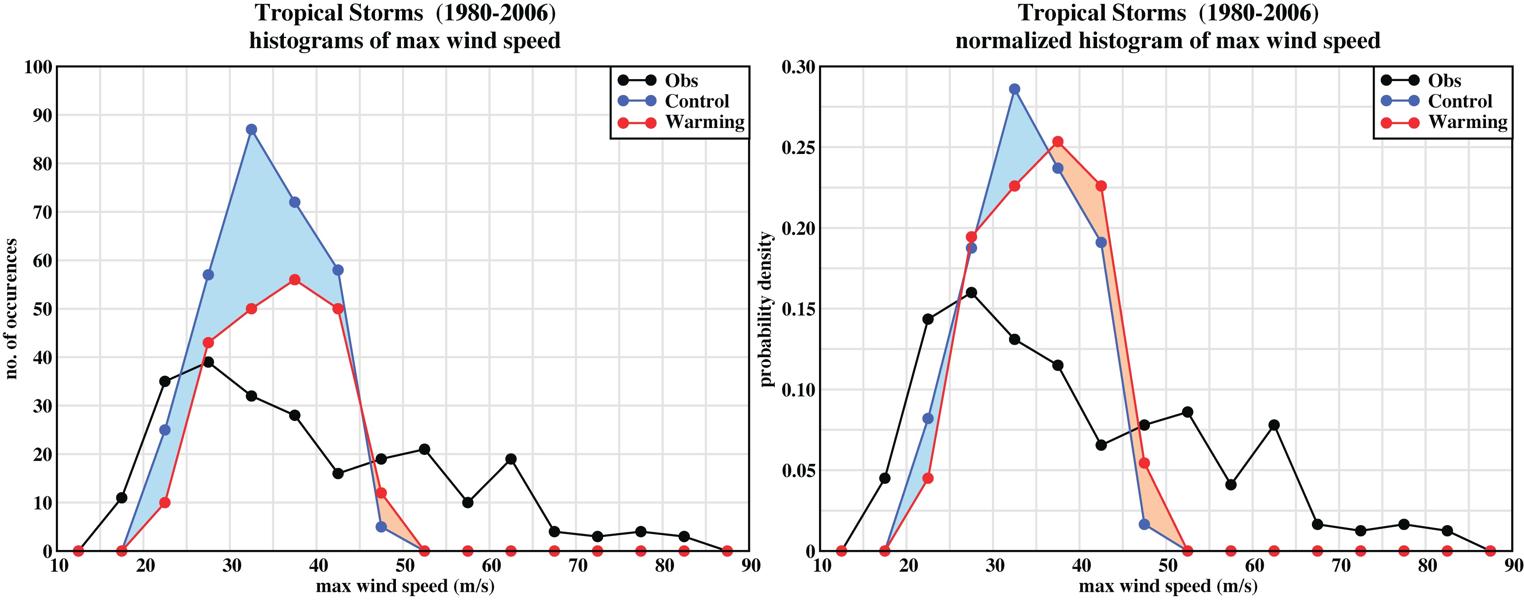 Tropical Storms (1980-2006)
histograms of max wind speed
100
90
80
70
60
50
40
30
20
10
0
no. of occurences
10 20 30 40 50 60 70 80 90
max wind speed (m/s)
Obs
Control
Warming
Tropical Storms (1980-2006)
normalized histogram of max wind speed
0.30
0.25
0.20
0.15
0.10
0.05
0
probability density
10 20 30 40 50 60 70 80 90
max wind speed (m/s)
Obs
Control
Warming